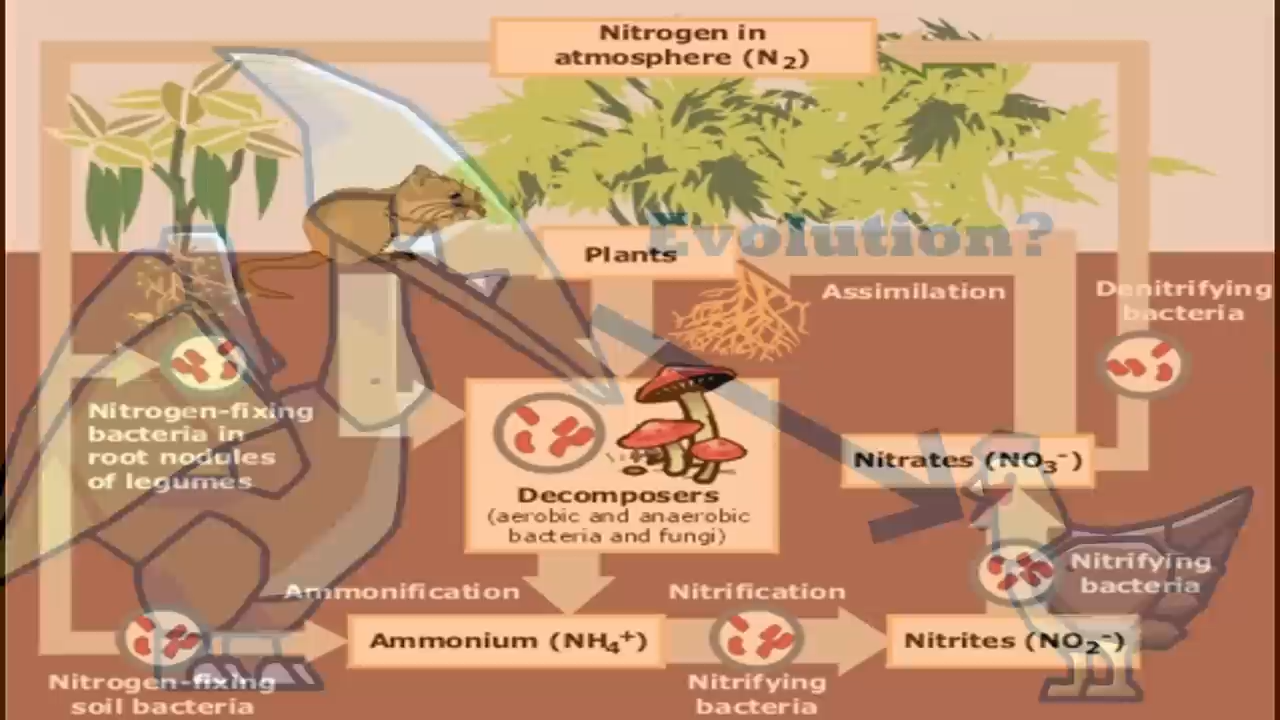 Nitrogen in
atmosphere (N₂)
Evolution?
Plants
Assimilation
Denitrifying
bacteria
Nitrogen-fixing
bacteria in
root nodules
of legumes
Nitrates (NO₃⁻)
Decomposers
(aerobic and anaerobic
bacteria and fungi)
Nitrifying
bacteria
Ammonification
Nitrification
Ammonium (NH₄⁺)
Nitrites (NO₂⁻)
Nitrogen-fixing
soil bacteria
Nitrifying
bacteria